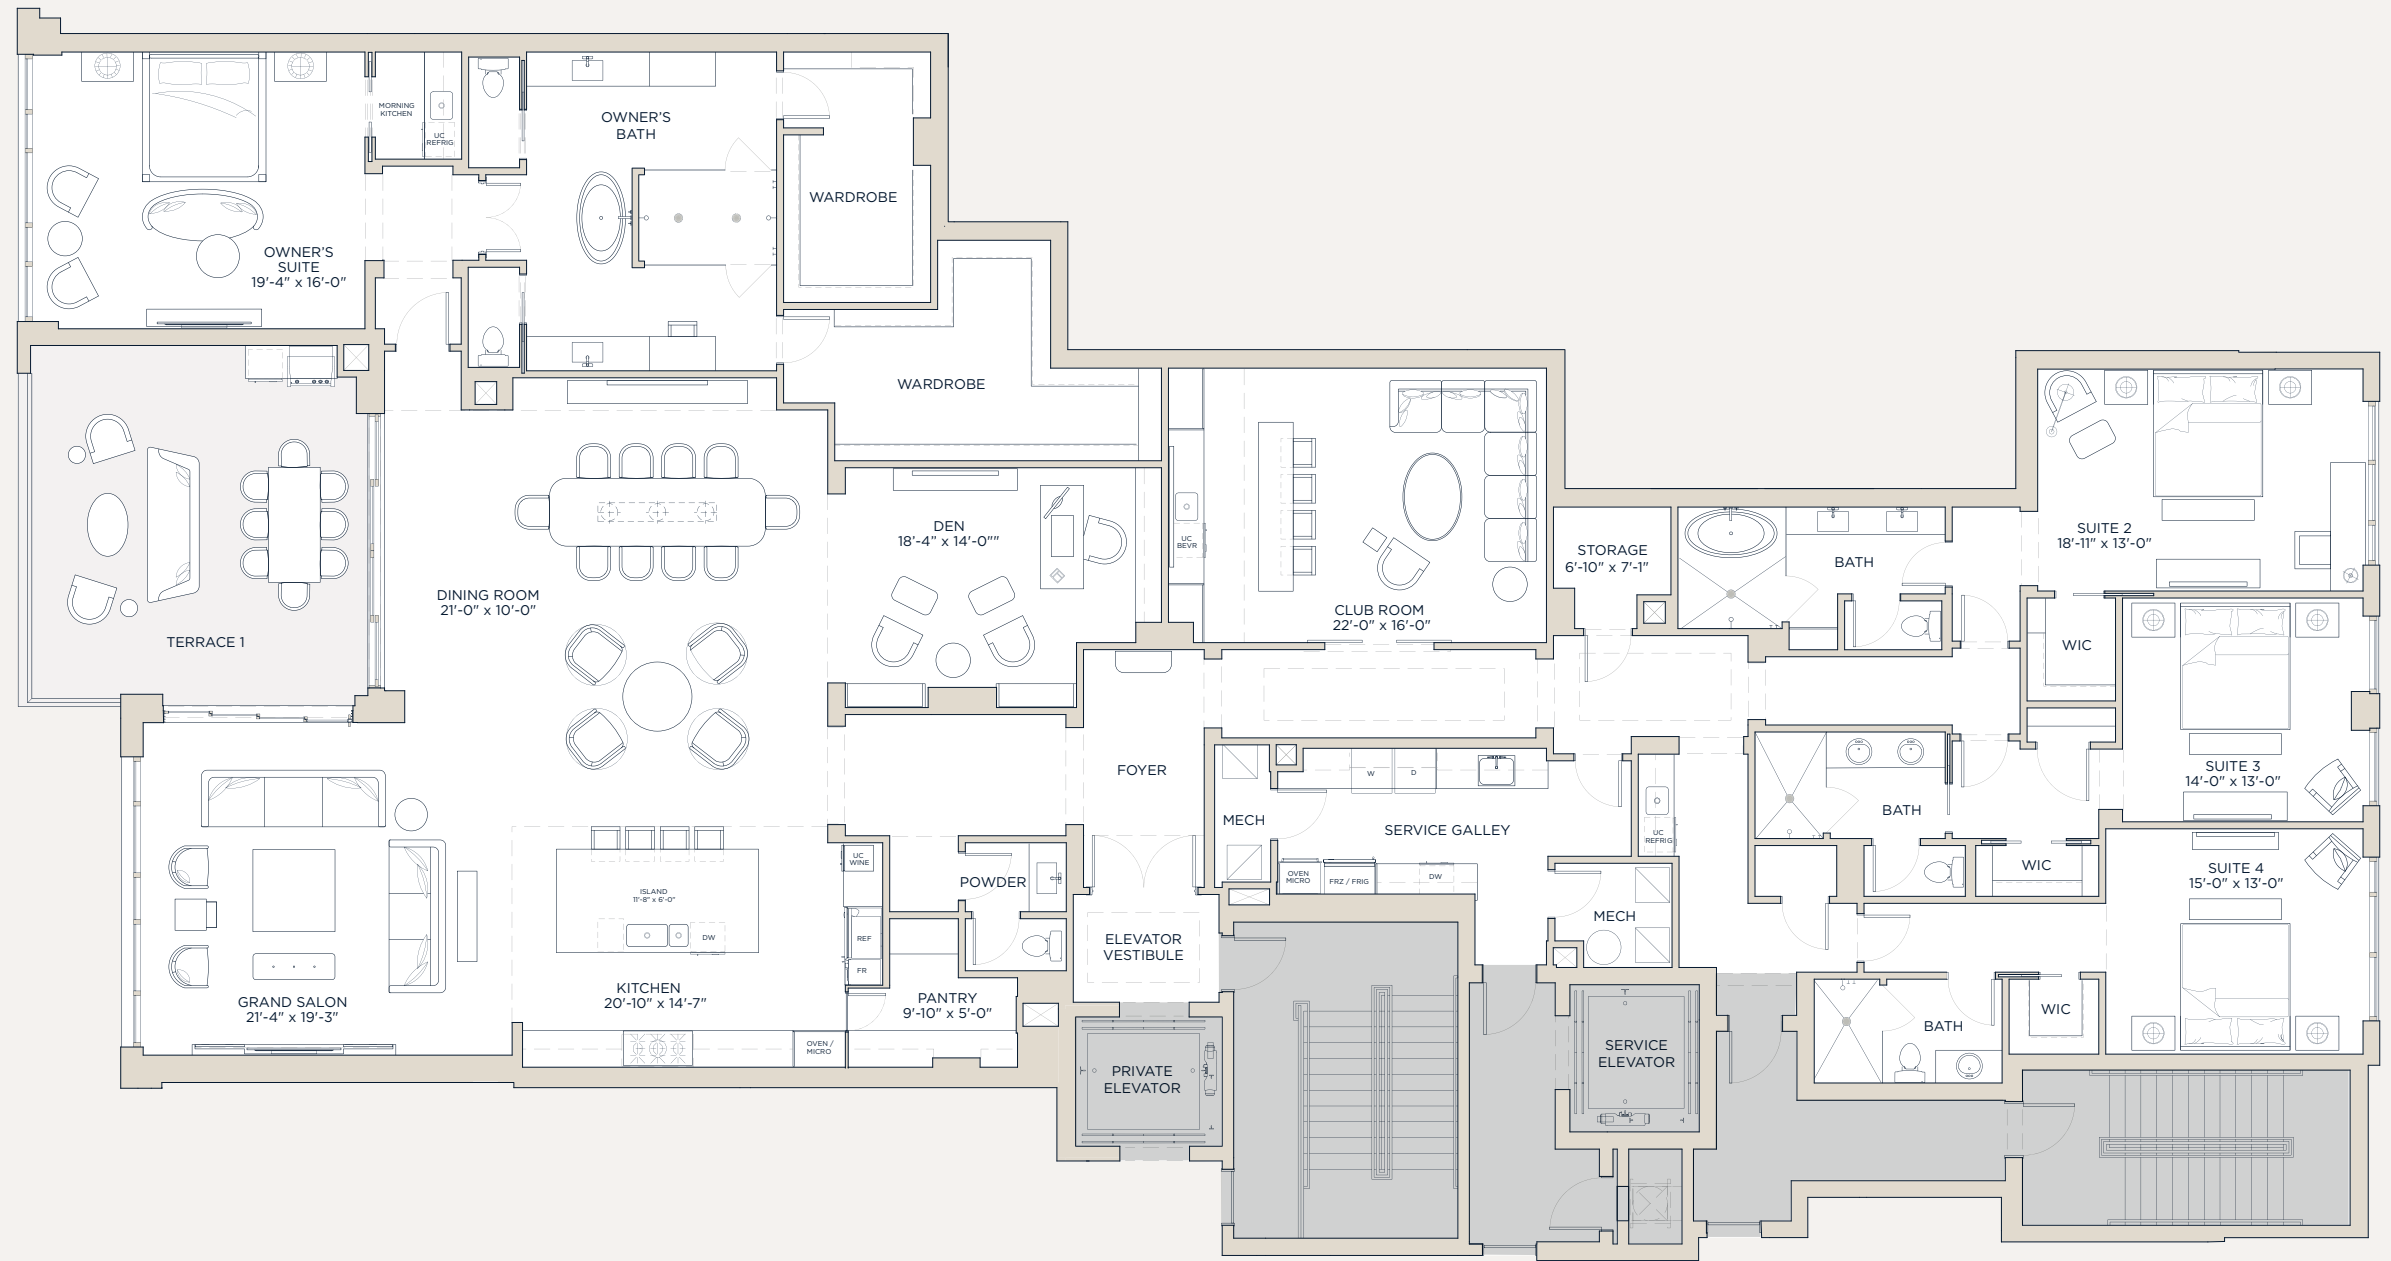 MORNING
KITCHEN
UC
REFRIG
OWNER'S
BATH
WARDROBE
OWNER'S
SUITE
19'-4" x 16'-0"
WARDROBE
TERRACE 1
DINING ROOM
21'-0" x 10'-0"
DEN
18'-4" x 14'-0""
UC
BEVR
CLUB ROOM
22'-0" x 16'-0"
STORAGE
6'-10" x 7'-1"
BATH
SUITE 2
18'-11" x 13'-0"
WIC
FOYER
MECH
W
D
SERVICE GALLEY
OVEN
MICRO
FRZ / FRIG
DW
UC
REFRIG
BATH
SUITE 3
14'-0" x 13'-0"
WIC
SUITE 4
15'-0" x 13'-0"
UC
WINE
POWDER
ISLAND
11'-8" x 6'-0"
DW
REF
FR
MECH
ELEVATOR
VESTIBULE
GRAND SALON
21'-4" x 19'-3"
KITCHEN
20'-10" x 14'-7"
PANTRY
9'-10" x 5'-0"
OVEN /
MICRO
PRIVATE
ELEVATOR
SERVICE
ELEVATOR
BATH
WIC